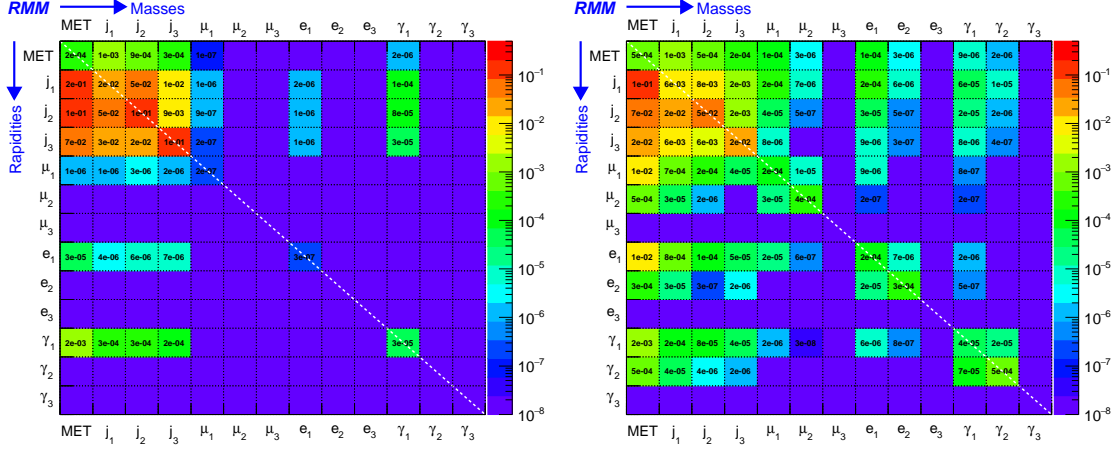 RMM Masses
MET j1 j2 j3 μ1 μ2 μ3 e1 e2 e3 γ1 γ2 γ3
Rapidities
MET 2e-04 1e-03 9e-04 3e-04 1e-07 2e-06
j1 2e-01 2e-02 5e-02 1e-02 1e-06 2e-06 1e-04
j2 1e-01 5e-02 1e-01 9e-03 9e-07 1e-06 8e-05
j3 7e-02 3e-02 2e-02 1e-01 2e-07 1e-06 3e-05
μ1 1e-06 1e-06 3e-06 2e-06 2e-07
μ2
μ3
e1 3e-05 4e-06 6e-06 7e-06 3e-07
e2
e3
γ1 2e-03 3e-04 3e-04 2e-04 3e-05
γ2
γ3
MET j1 j2 j3 μ1 μ2 μ3 e1 e2 e3 γ1 γ2 γ3
10⁻¹
10⁻²
10⁻³
10⁻⁴
10⁻⁵
10⁻⁶
10⁻⁷
10⁻⁸
RMM Masses
MET j1 j2 j3 μ1 μ2 μ3 e1 e2 e3 γ1 γ2 γ3
Rapidities
MET 5e-04 1e-03 5e-04 2e-04 1e-04 3e-06 1e-04 3e-06 9e-06 2e-06
j1 1e-01 6e-03 8e-03 2e-03 1e-04 7e-06 1e-04 7e-06 6e-05 1e-05
j2 7e-02 2e-02 5e-02 2e-03 4e-05 5e-07 5e-05 5e-07 2e-05 2e-06
j3 2e-02 6e-03 3e-03 2e-02 8e-06 9e-06 3e-07 8e-06 4e-07
μ1 1e-02 7e-04 2e-04 4e-05 2e-04 1e-05 9e-06 8e-07
μ2 5e-04 3e-05 2e-06 3e-05 4e-04 2e-07 2e-07
μ3
e1 1e-02 8e-04 1e-04 5e-05 2e-05 6e-07 2e-04 7e-06 2e-06
e2 3e-04 3e-05 3e-07 2e-06 2e-05 3e-04 5e-07
e3
γ1 2e-03 2e-04 8e-05 4e-05 2e-06 3e-08 6e-06 8e-07 4e-05 2e-05
γ2 5e-04 4e-05 4e-06 2e-06 7e-05 5e-04
γ3
MET j1 j2 j3 μ1 μ2 μ3 e1 e2 e3 γ1 γ2 γ3
10⁻¹
10⁻²
10⁻³
10⁻⁴
10⁻⁵
10⁻⁶
10⁻⁷
10⁻⁸